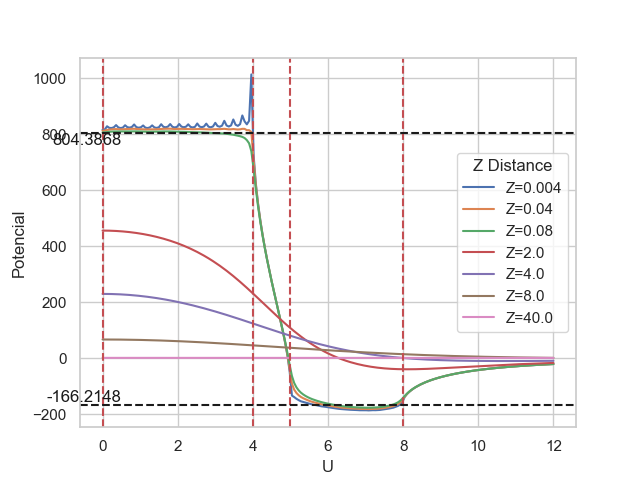 1000
800
804.3868
600
400
200
0
-166.2148
−200
Potencial
0
2
4
6
8
10
12
U
Z Distance
Z=0.004
Z=0.04
Z=0.08
Z=2.0
Z=4.0
Z=8.0
Z=40.0